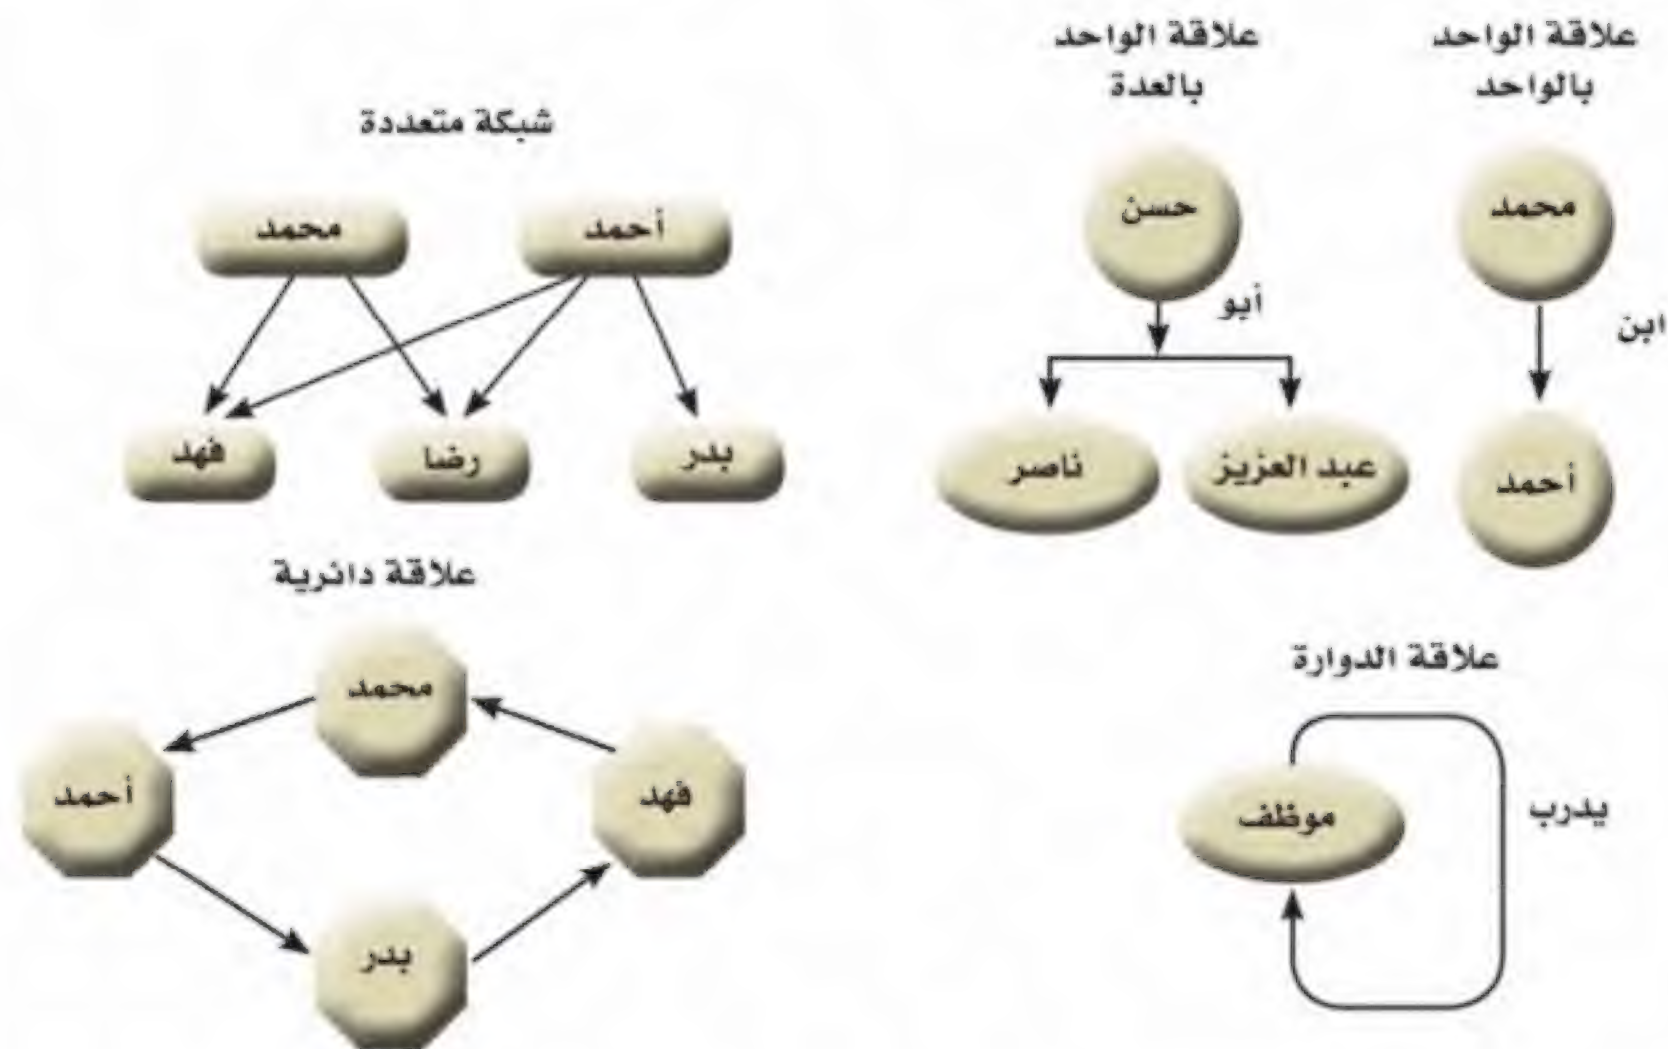 علاقة الواحد
بالواحد
محمد
ابن
أحمد
علاقة الواحد
بالعدة
حسن
أبو
عبد العزيز
ناصر
شبكة متعددة
أحمد
محمد
بدر
رضا
فهد
علاقة الدوارة
موظف
يدرب
علاقة دائرية
محمد
فهد
أحمد
بدر